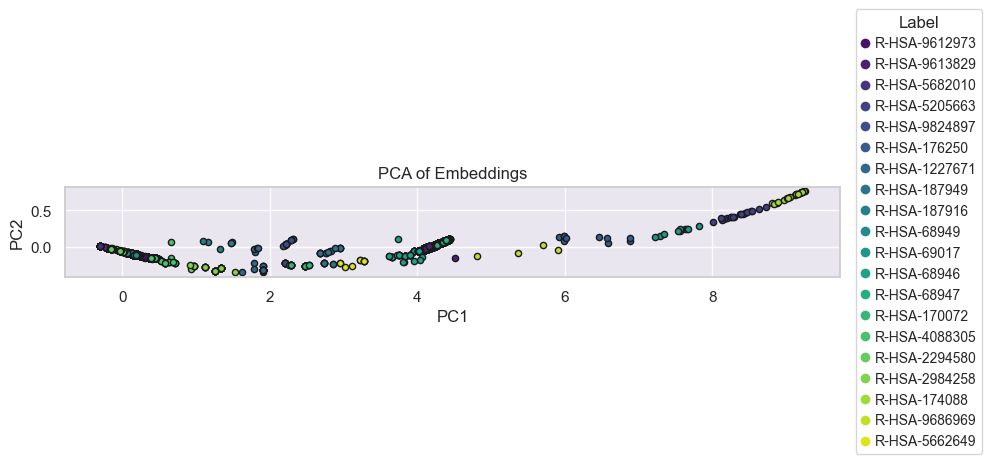 Label
R-HSA-9612973
R-HSA-9613829
R-HSA-5682010
R-HSA-5205663
R-HSA-9824897
R-HSA-176250
R-HSA-1227671
R-HSA-187949
R-HSA-187916
R-HSA-68949
R-HSA-69017
R-HSA-68946
R-HSA-68947
R-HSA-170072
R-HSA-4088305
R-HSA-2294580
R-HSA-2984258
R-HSA-174088
R-HSA-9686969
R-HSA-5662649
PCA of Embeddings
PC2
0.5
0.0
0 2 4 6 8
PC1